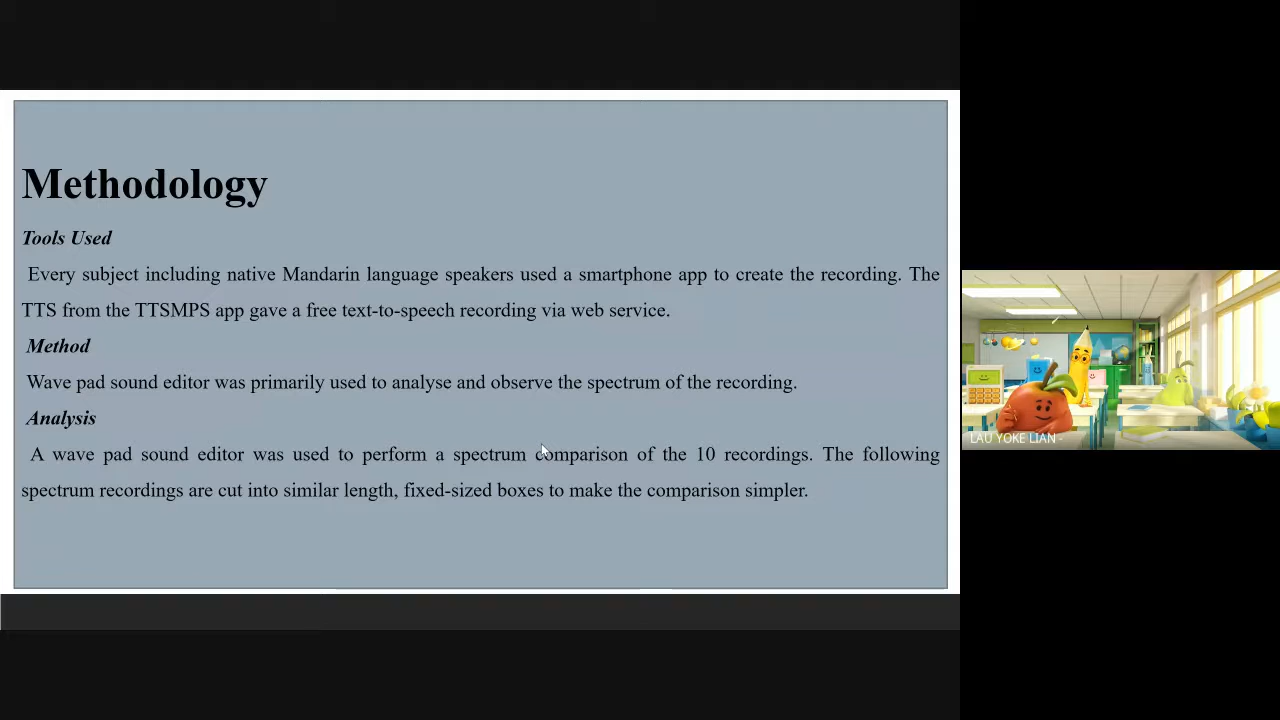 Methodology
Tools Used
Every subject including native Mandarin language speakers used a smartphone app to create the recording. The
TTS from the TTSMPS app gave a free text-to-speech recording via web service.
Method
Wave pad sound editor was primarily used to analyse and observe the spectrum of the recording.
Analysis
A wave pad sound editor was used to perform a spectrum comparison of the 10 recordings. The following
spectrum recordings are cut into similar length, fixed-sized boxes to make the comparison simpler.
LAU YOKE LIAN -